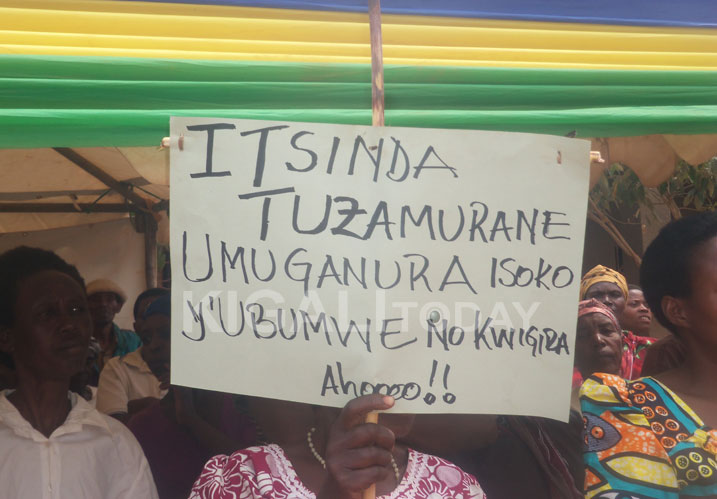 ITSINDA
TUZAMURANE
UMUGANURA ISOKO
Y'UBUMWE NO KWIGIRA
Ahoooo!!
KIGALI TODAY